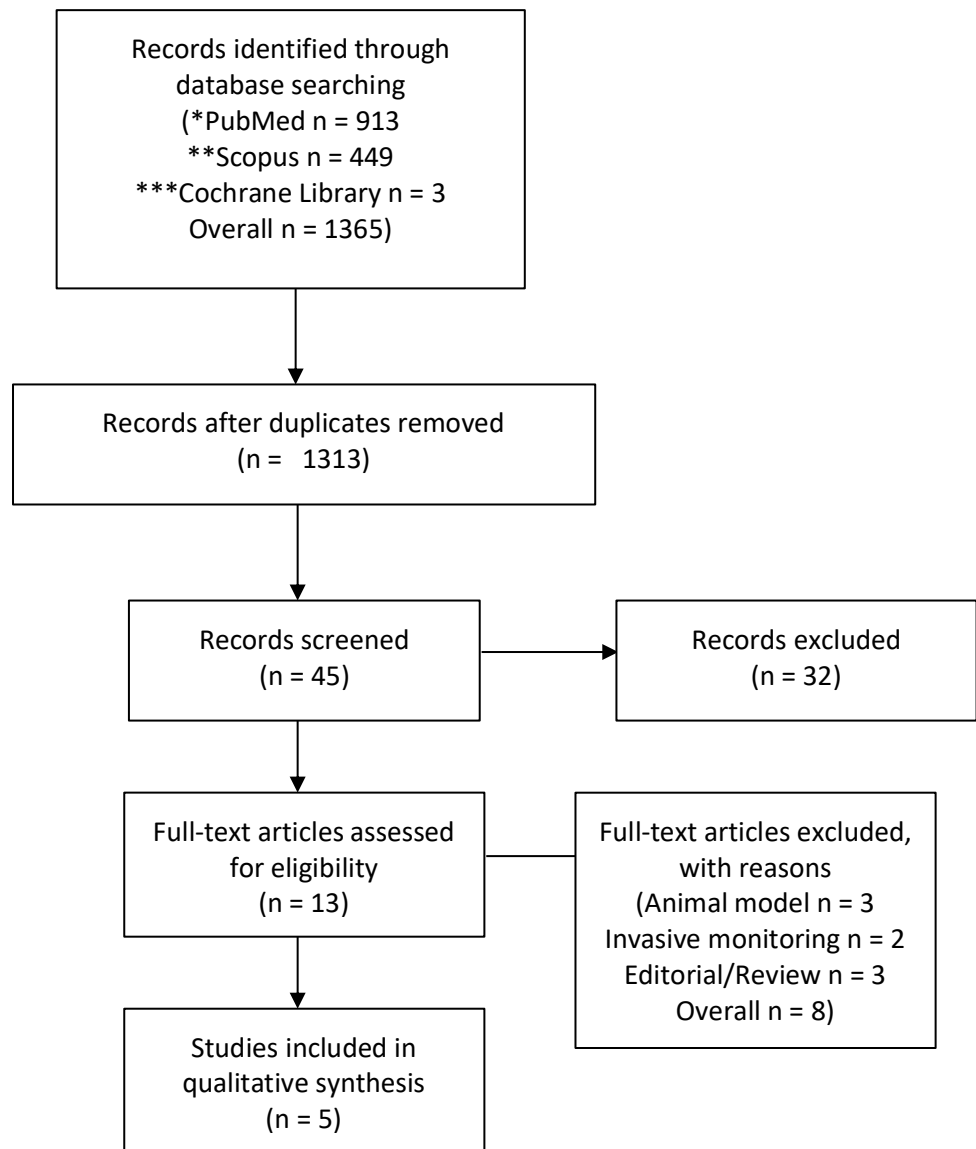 Records identified through
database searching
(*PubMed n = 913
**Scopus n = 449
***Cochrane Library n = 3
Overall n = 1365)
Records after duplicates removed
(n = 1313)
Records screened
(n = 45)
Records excluded
(n = 32)
Full-text articles assessed
for eligibility
(n = 13)
Full-text articles excluded,
with reasons
(Animal model n = 3
Invasive monitoring n = 2
Editorial/Review n = 3
Overall n = 8)
Studies included in
qualitative synthesis
(n = 5)